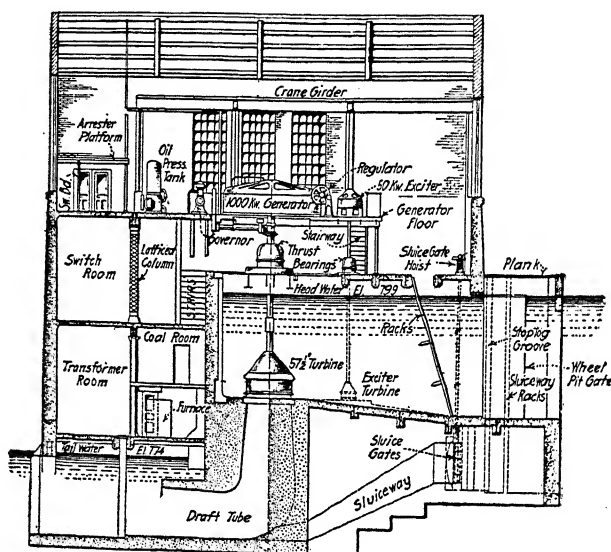 Crane Girder
Arrester
Platform
Oil
Press.
Tank
Regulator
50 Kw. Exciter
Sw. Bd.
1000 Kw. Generator
Generator
Floor
Governor
Stairway
Thrust
Bearings
Sluice Gate
Hoist
Plank
Switch
Room
Latticed
Column
Head Water El 799
Racks
Stoplog
Groove
Coal Room
57½" Turbine
Exciter
Turbine
Wheel
Pit Gate
Sluiceway
Racks
Transformer
Room
Furnace
Tail Water El 774
Sluice
Gates
Sluiceway
Draft Tube